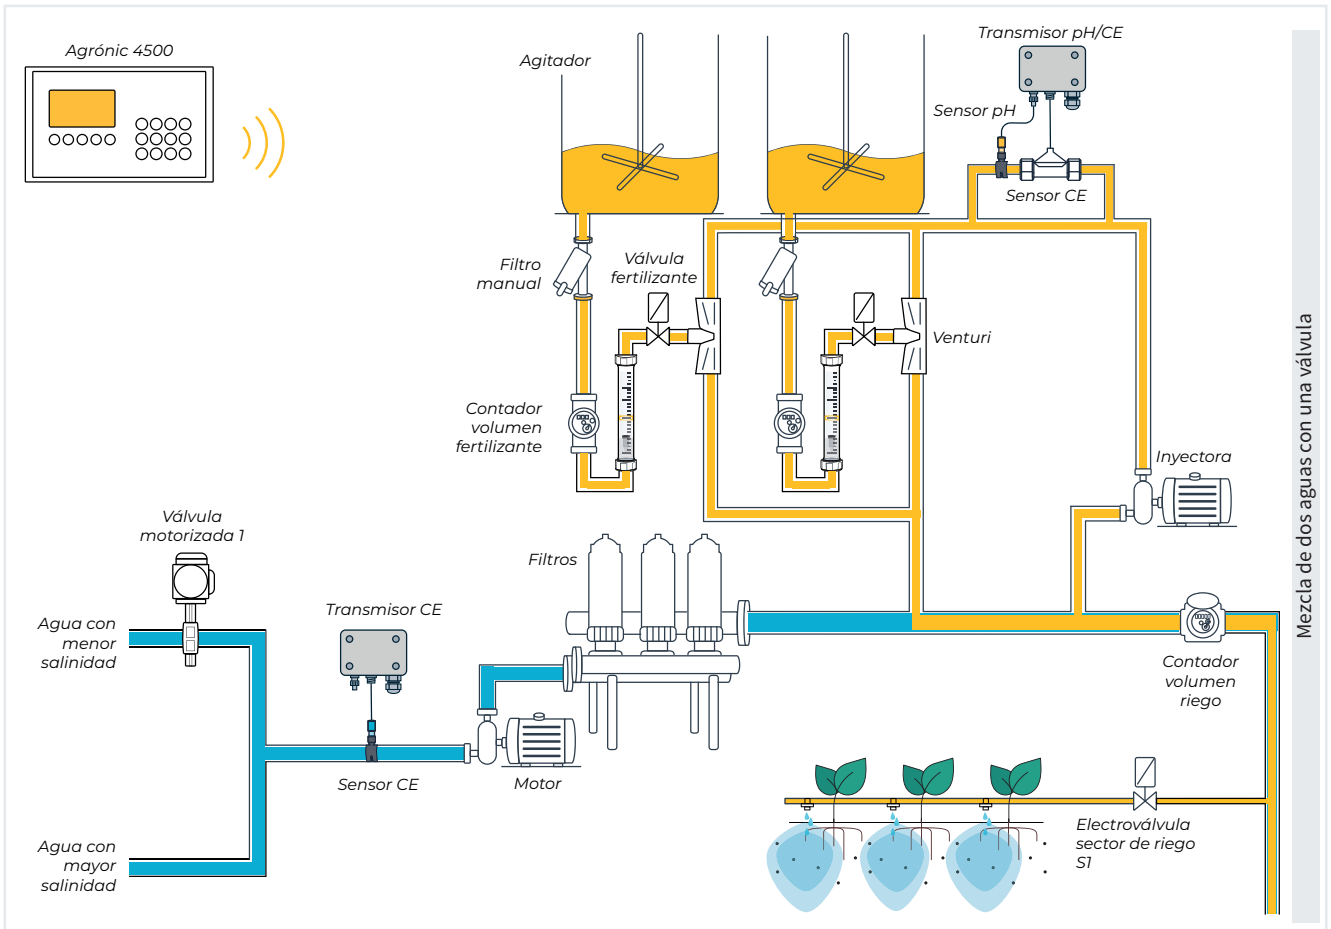 Agrónic 4500
Agitador
Transmisor pH/CE
Sensor pH
Sensor CE
Filtro
manual
Válvula
fertilizante
Venturi
Contador
volumen
fertilizante
Inyectora
Válvula
motorizada 1
Filtros
Agua con
menor
salinidad
Transmisor CE
Sensor CE
Motor
Contador
volumen
riego
Agua con
mayor
salinidad
Electroválvula
sector de riego
S1
Mezcla de dos aguas con una válvula